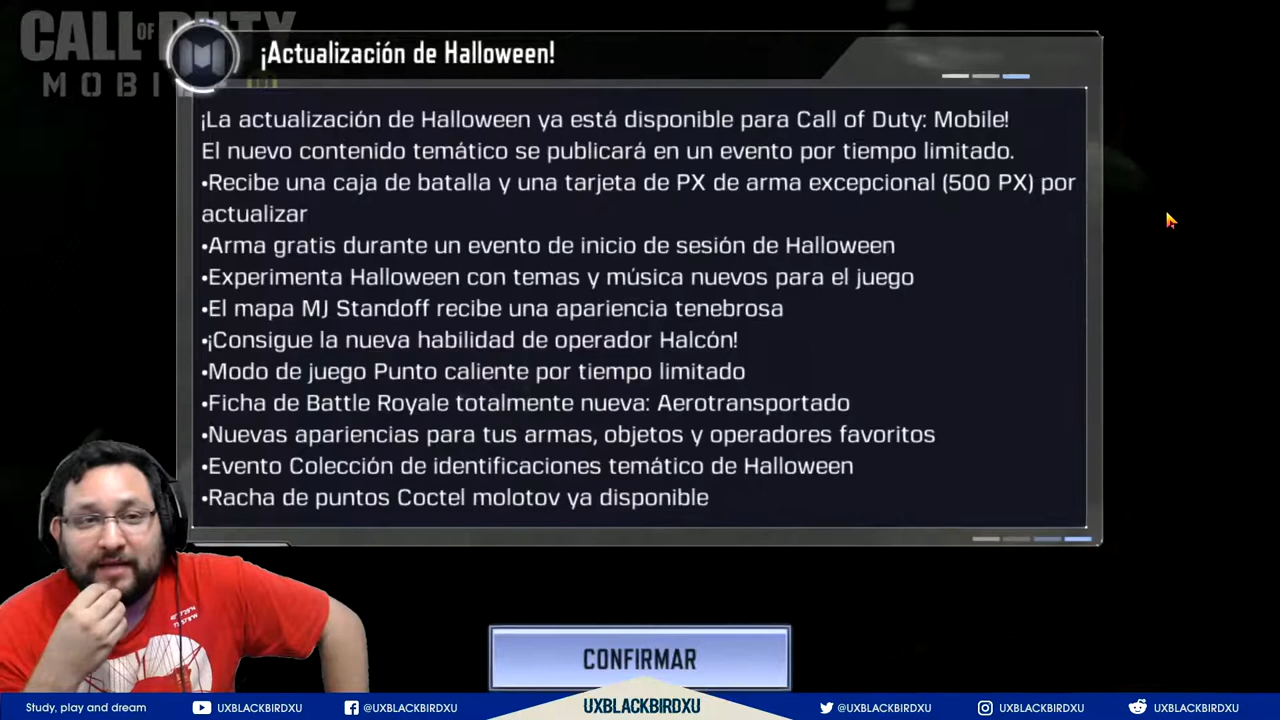 CALL OF DUTY
MOBI
¡Actualización de Halloween!
¡La actualización de Halloween ya está disponible para Call of Duty: Mobile!
El nuevo contenido temático se publicará en un evento por tiempo limitado.
•Recibe una caja de batalla y una tarjeta de PX de arma excepcional (500 PX) por
actualizar
•Arma gratis durante un evento de inicio de sesión de Halloween
•Experimenta Halloween con temas y música nuevos para el juego
•El mapa MJ Standoff recibe una apariencia tenebrosa
•¡Consigue la nueva habilidad de operador Halcón!
•Modo de juego Punto caliente por tiempo limitado
•Ficha de Battle Royale totalmente nueva: Aerotransportado
•Nuevas apariencias para tus armas, objetos y operadores favoritos
•Evento Colección de identificaciones temático de Halloween
•Racha de puntos Coctel molotov ya disponible
CONFIRMAR
Study, play and dream
UXBLACKBIRDXU
@UXBLACKBIRDXU
UXBLACKBIRDXU
@UXBLACKBIRDXU
UXBLACKBIRDXU
UXBLACKBIRDXU